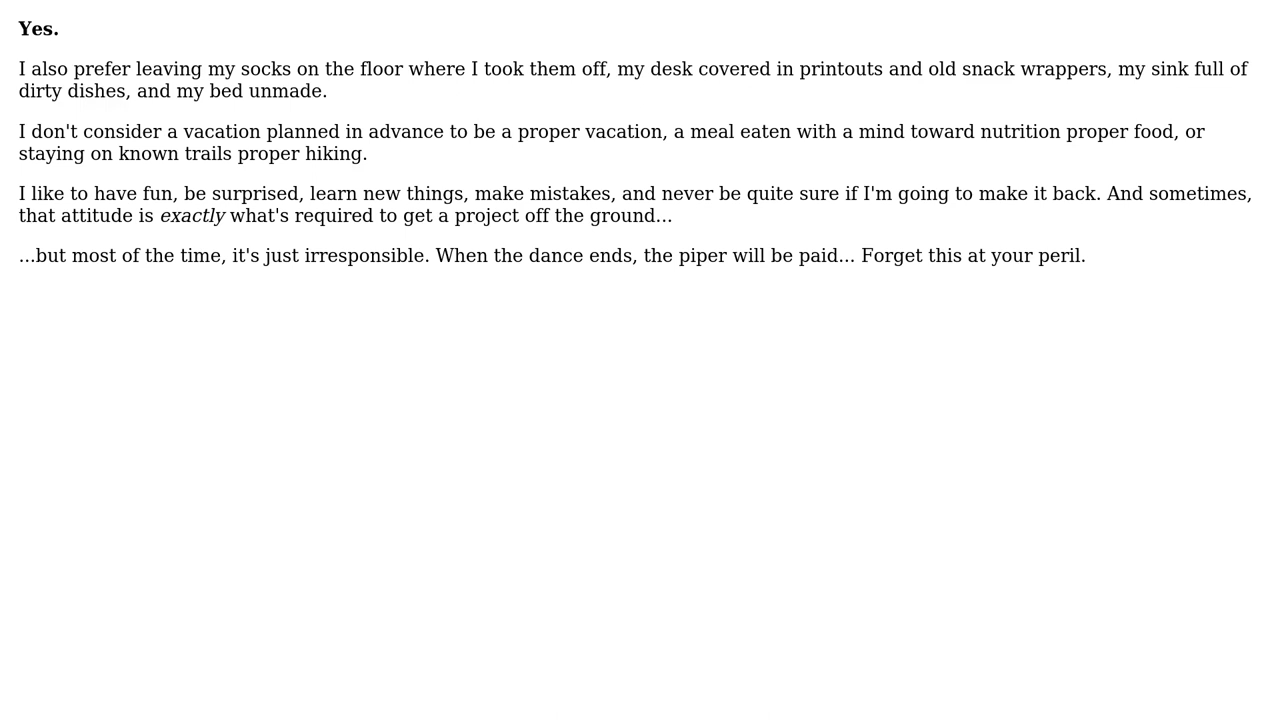 Yes.
I also prefer leaving my socks on the floor where I took them off, my desk covered in printouts and old snack wrappers, my sink full of
dirty dishes, and my bed unmade.
I don't consider a vacation planned in advance to be a proper vacation, a meal eaten with a mind toward nutrition proper food, or
staying on known trails proper hiking.
I like to have fun, be surprised, learn new things, make mistakes, and never be quite sure if I'm going to make it back. And sometimes,
that attitude is exactly what's required to get a project off the ground...
...but most of the time, it's just irresponsible. When the dance ends, the piper will be paid... Forget this at your peril.